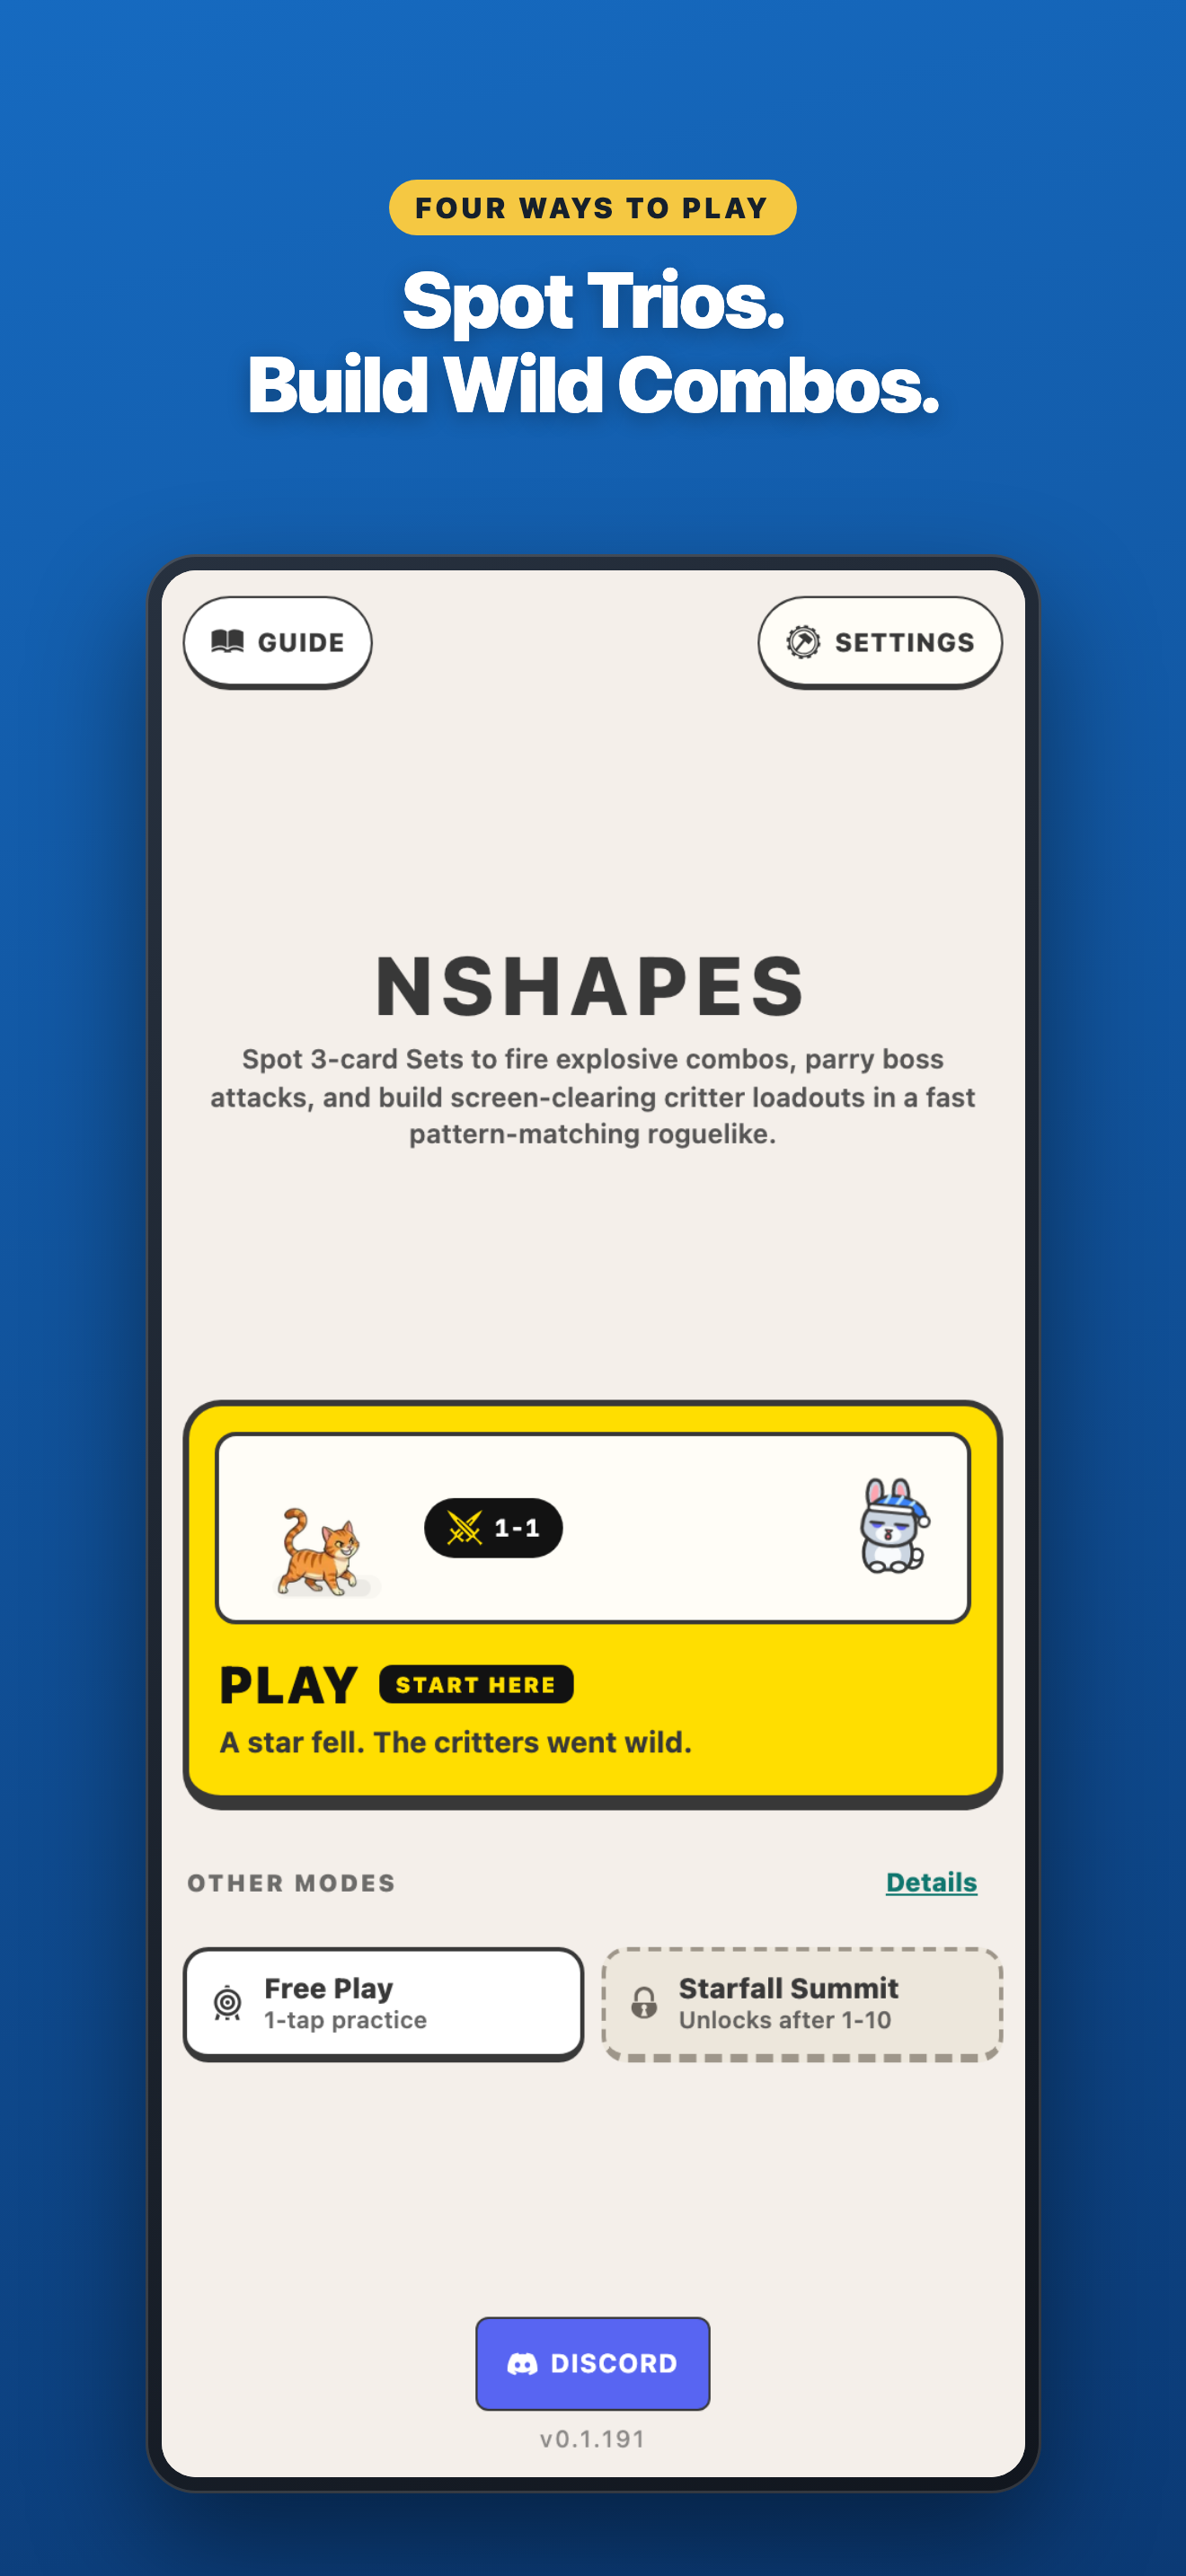 FOUR WAYS TO PLAY
Spot Trios.
Build Wild Combos.
GUIDE
SETTINGS
NSHAPES
Spot 3-card Sets to fire explosive combos, parry boss
attacks, and build screen-clearing critter loadouts in a fast
pattern-matching roguelike.
1-1
PLAY
START HERE
A star fell. The critters went wild.
OTHER MODES
Details
Free Play
1-tap practice
Starfall Summit
Unlocks after 1-10
DISCORD
v0.1.191